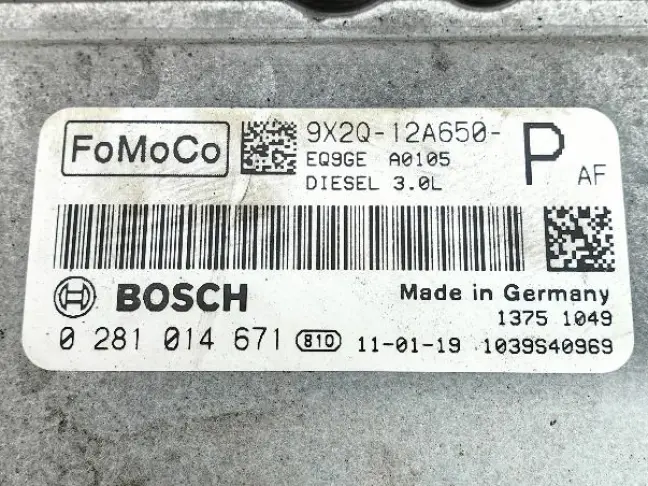 FoMoCo
9X2Q-12A650-
P
AF
EQ9GE A0105
DIESEL 3.0L
BOSCH
Made in Germany
1375 1049
0 281 014 671 810 11-01-19 1039S40969